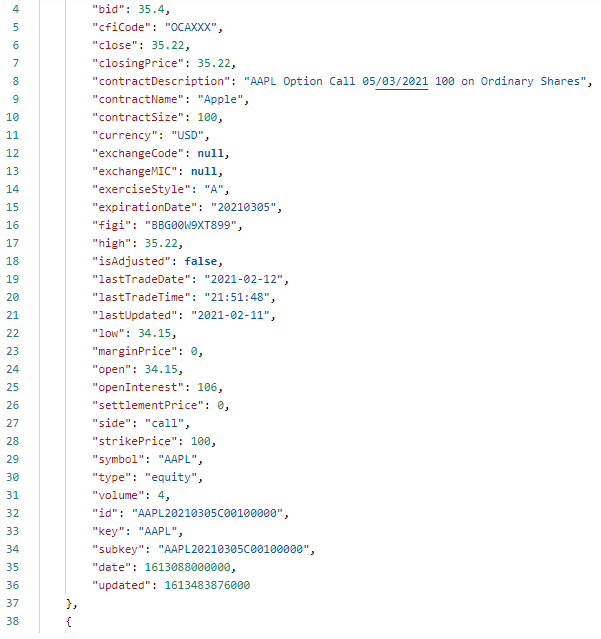 4 "bid": 35.4,
5 "cfiCode": "OCAXXX",
6 "close": 35.22,
7 "closingPrice": 35.22,
8 "contractDescription": "AAPL Option Call 05/03/2021 100 on Ordinary Shares",
9 "contractName": "Apple",
10 "contractSize": 100,
11 "currency": "USD",
12 "exchangeCode": null,
13 "exchangeMIC": null,
14 "exerciseStyle": "A",
15 "expirationDate": "20210305",
16 "figi": "BBG00W9XT899",
17 "high": 35.22,
18 "isAdjusted": false,
19 "lastTradeDate": "2021-02-12",
20 "lastTradeTime": "21:51:48",
21 "lastUpdated": "2021-02-11",
22 "low": 34.15,
23 "marginPrice": 0,
24 "open": 34.15,
25 "openInterest": 106,
26 "settlementPrice": 0,
27 "side": "call",
28 "strikePrice": 100,
29 "symbol": "AAPL",
30 "type": "equity",
31 "volume": 4,
32 "id": "AAPL20210305C00100000",
33 "key": "AAPL",
34 "subkey": "AAPL20210305C00100000",
35 "date": 1613088000000,
36 "updated": 1613483876000
37 },
38 {